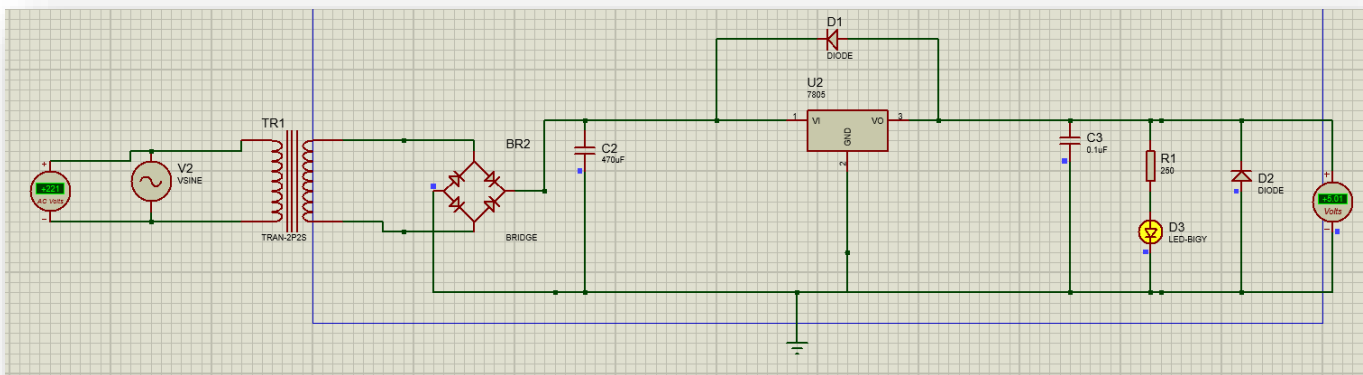 D1
DIODE
U2
7805
1
VI
VO
3
GND
2
TR1
TRAN-2P2S
+
+221
AC Volts
−
V2
VSINE
BR2
BRIDGE
C2
470uF
C3
0.1uF
R1
250
D3
LED-BIGY
D2
DIODE
+
+5.01
Volts
−